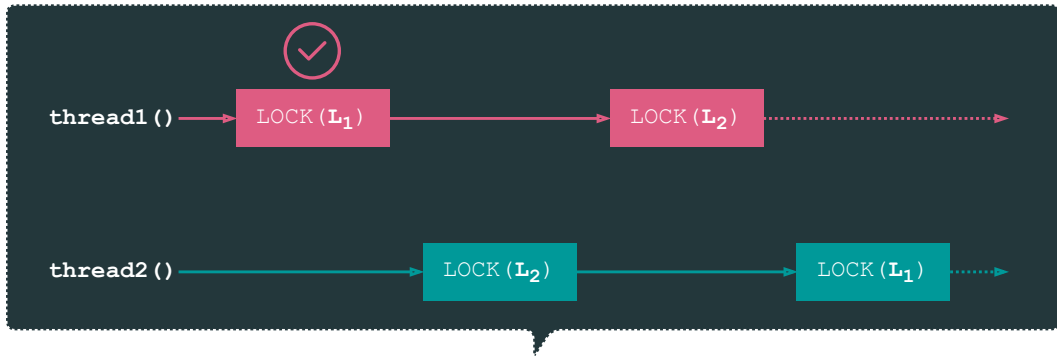 thread1() LOCK(L₁) LOCK(L₂)
thread2() LOCK(L₂) LOCK(L₁)